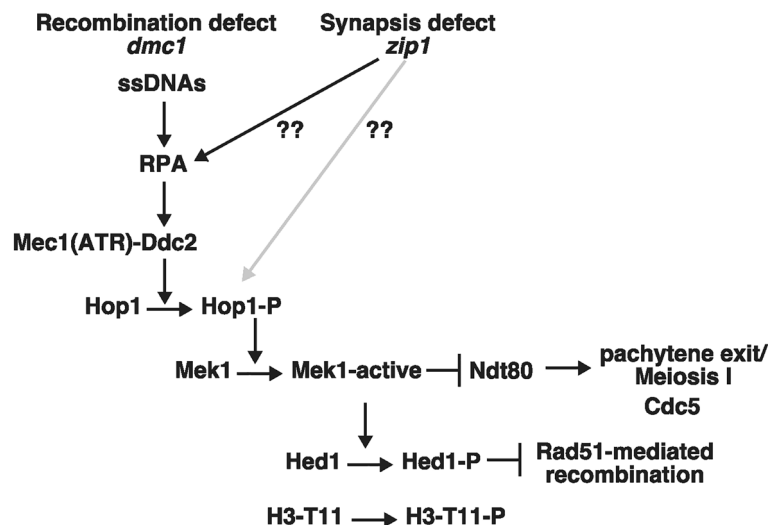 Recombination defect
dmc1
Synapsis defect
zip1
ssDNAs
??
??
RPA
Mec1(ATR)-Ddc2
Hop1
Hop1-P
Mek1
Mek1-active
Ndt80
pachytene exit/
Meiosis I
Cdc5
Hed1
Hed1-P
Rad51-mediated
recombination
H3-T11
H3-T11-P